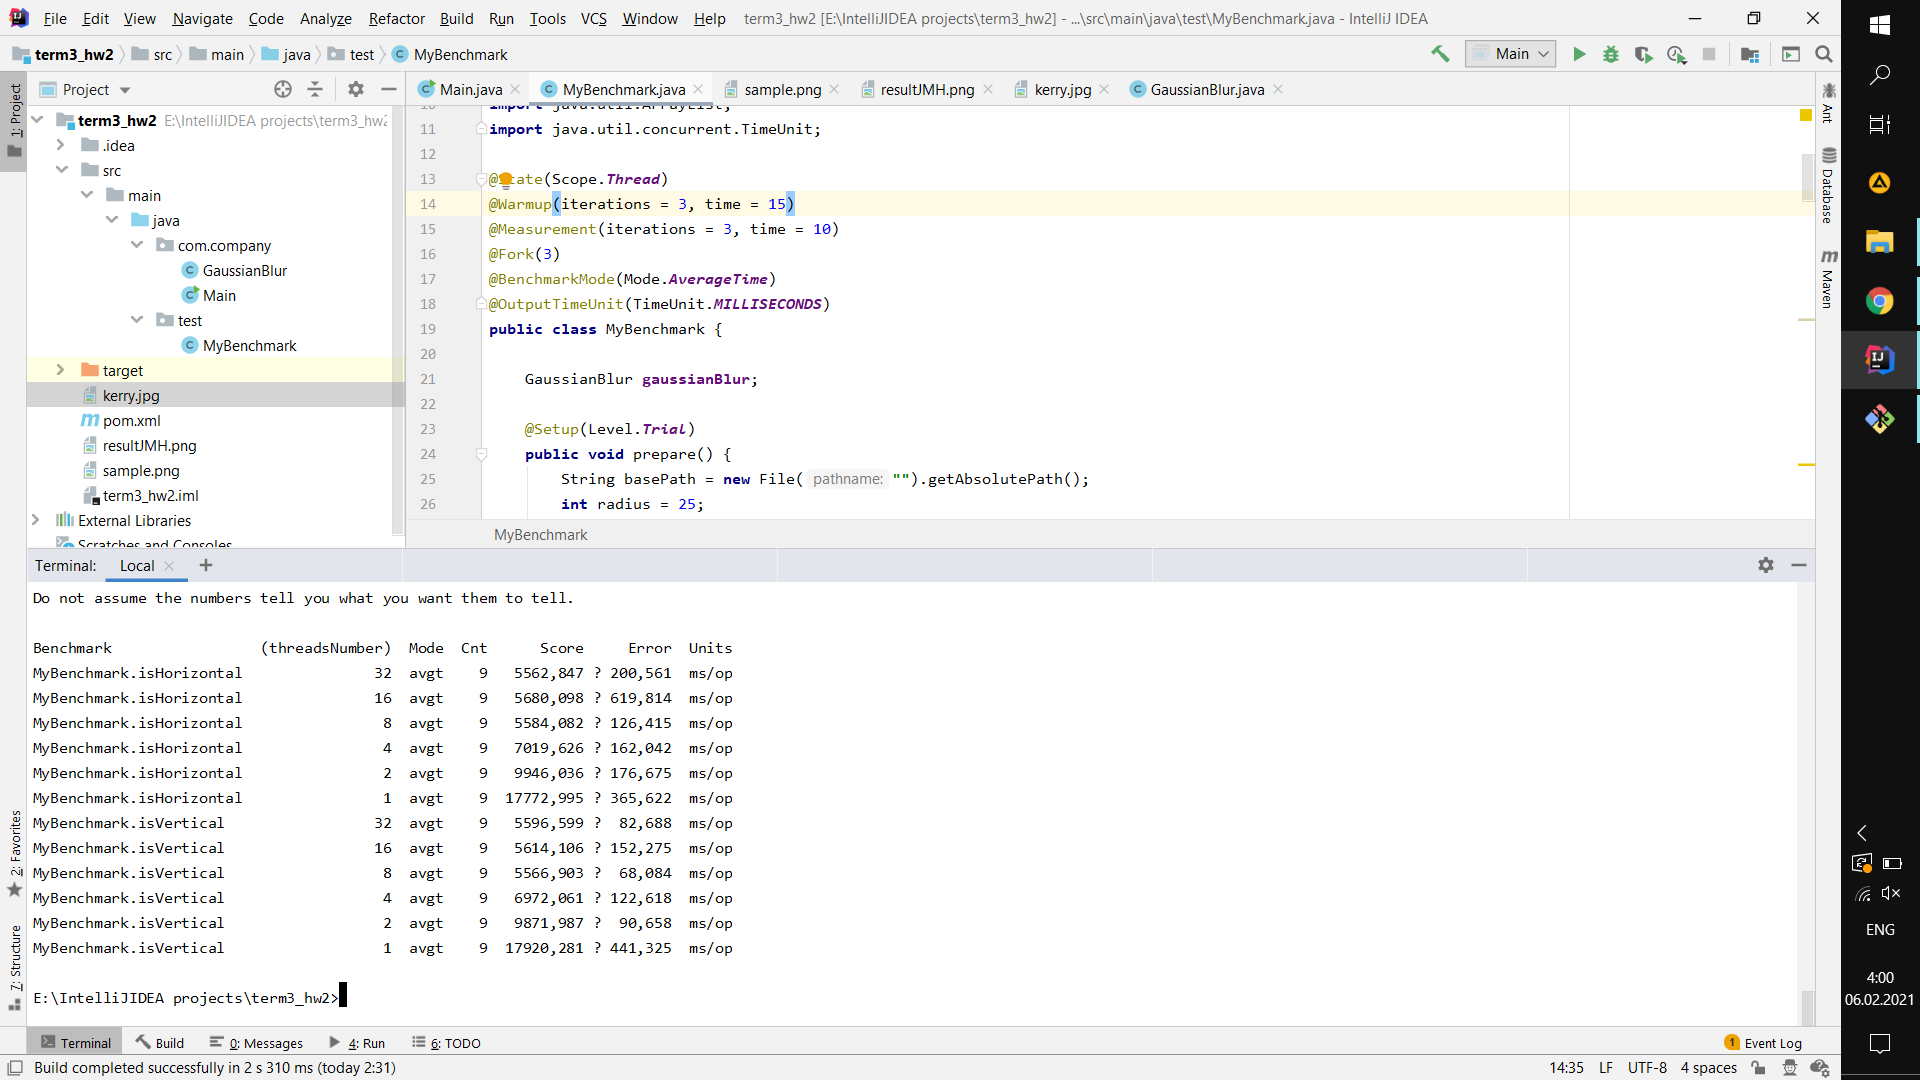 File Edit View Navigate Code Analyze Refactor Build Run Tools VCS Window Help term3_hw2 [E:\IntelliJIDEA projects\term3_hw2] - ...\src\main\java\test\MyBenchmark.java - IntelliJ IDEA
term3_hw2 src main java test MyBenchmark Main
Project
Main.java MyBenchmark.java sample.png resultJMH.png kerry.jpg GaussianBlur.java
1: Project
term3_hw2 E:\IntelliJIDEA projects\term3_hw2
.idea
src
main
java
com.company
GaussianBlur
Main
test
MyBenchmark
target
kerry.jpg
pom.xml
resultJMH.png
sample.png
term3_hw2.iml
External Libraries
Scratches and Consoles
10 import java.util.ArrayList;
11 import java.util.concurrent.TimeUnit;
12
13 @State(Scope.Thread)
14 @Warmup(iterations = 3, time = 15)
15 @Measurement(iterations = 3, time = 10)
16 @Fork(3)
17 @BenchmarkMode(Mode.AverageTime)
18 @OutputTimeUnit(TimeUnit.MILLISECONDS)
19 public class MyBenchmark {
20
21 GaussianBlur gaussianBlur;
22
23 @Setup(Level.Trial)
24 public void prepare() {
25 String basePath = new File( pathname: "").getAbsolutePath();
26 int radius = 25;
MyBenchmark
Ant
Database
m Maven
Terminal: Local
Do not assume the numbers tell you what you want them to tell.
Benchmark (threadsNumber) Mode Cnt Score Error Units
MyBenchmark.isHorizontal 32 avgt 9 5562,847 ? 200,561 ms/op
MyBenchmark.isHorizontal 16 avgt 9 5680,098 ? 619,814 ms/op
MyBenchmark.isHorizontal 8 avgt 9 5584,082 ? 126,415 ms/op
MyBenchmark.isHorizontal 4 avgt 9 7019,626 ? 162,042 ms/op
MyBenchmark.isHorizontal 2 avgt 9 9946,036 ? 176,675 ms/op
MyBenchmark.isHorizontal 1 avgt 9 17772,995 ? 365,622 ms/op
MyBenchmark.isVertical 32 avgt 9 5596,599 ? 82,688 ms/op
MyBenchmark.isVertical 16 avgt 9 5614,106 ? 152,275 ms/op
MyBenchmark.isVertical 8 avgt 9 5566,903 ? 68,084 ms/op
MyBenchmark.isVertical 4 avgt 9 6972,061 ? 122,618 ms/op
MyBenchmark.isVertical 2 avgt 9 9871,987 ? 90,658 ms/op
MyBenchmark.isVertical 1 avgt 9 17920,281 ? 441,325 ms/op
E:\IntelliJIDEA projects\term3_hw2>
2: Favorites
7: Structure
Terminal Build 0: Messages 4: Run 6: TODO 1 Event Log
Build completed successfully in 2 s 310 ms (today 2:31) 14:35 LF UTF-8 4 spaces
ENG
4:00
06.02.2021